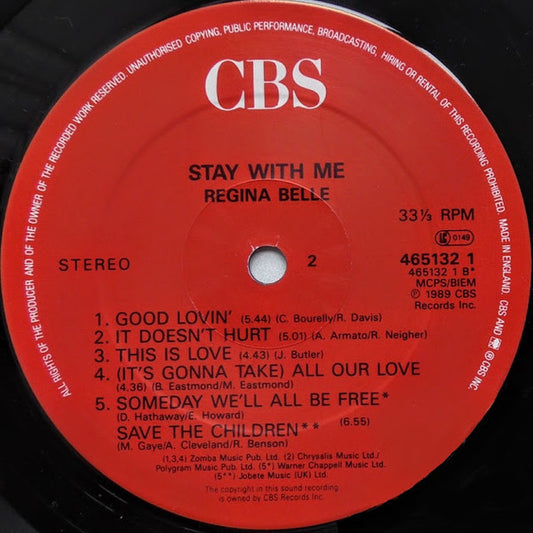 ALL RIGHTS OF THE PRODUCER AND OF THE OWNER OF THE RECORDED WORK RESERVED. UNAUTHORISED COPYING, PUBLIC PERFORMANCE, BROADCASTING, HIRING OR RENTAL OF THIS RECORDING PROHIBITED. MADE IN ENGLAND. CBS AND ® CBS INC.
CBS
STAY WITH ME
REGINA BELLE
33⅓ RPM
LC 0149
STEREO
2
465132 1
465132 1 B*
MCPS/BIEM
℗ 1989 CBS
Records Inc.
1. GOOD LOVIN' (5.44) (C. Bourelly/R. Davis)
2. IT DOESN'T HURT (5.01) (A. Armato/R. Neigher)
3. THIS IS LOVE (4.43) (J. Butler)
4. (IT'S GONNA TAKE) ALL OUR LOVE
(4.36) (B. Eastmond/M. Eastmond)
5. SOMEDAY WE'LL ALL BE FREE*
(D. Hathaway/E. Howard)
SAVE THE CHILDREN** (6.55)
(M. Gaye/A. Cleveland/R. Benson)
(1,3,4) Zomba Music Pub. Ltd. (2) Chrysalis Music Ltd./
Polygram Music Pub. Ltd. (5*) Warner Chappell Music Ltd.
(5**) Jobete Music (UK) Ltd.
The copyright in this sound recording
is owned by CBS Records Inc.